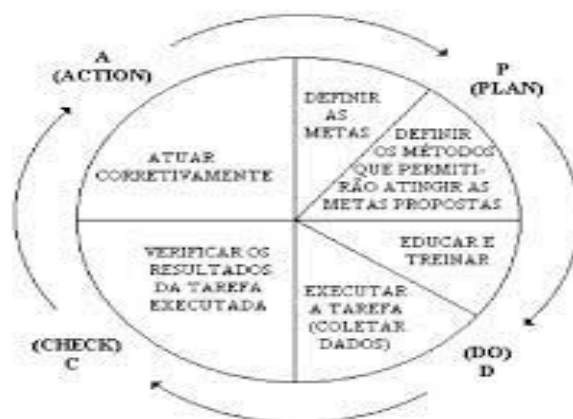 A
(ACTION)
P
(PLAN)
DEFINIR
AS
METAS
DEFINIR
OS MÉTODOS
QUE PERMITI-
RÃO ATINGIR AS
METAS PROPOSTAS
ATUAR
CORRETIVAMENTE
VERIFICAR OS
RESULTADOS
DA TAREFA
EXECUTADA
EDUCAR E
TREINAR
EXECUTAR
A TAREFA
(COLETAR
DADOS)
(CHECK)
C
(DO)
D